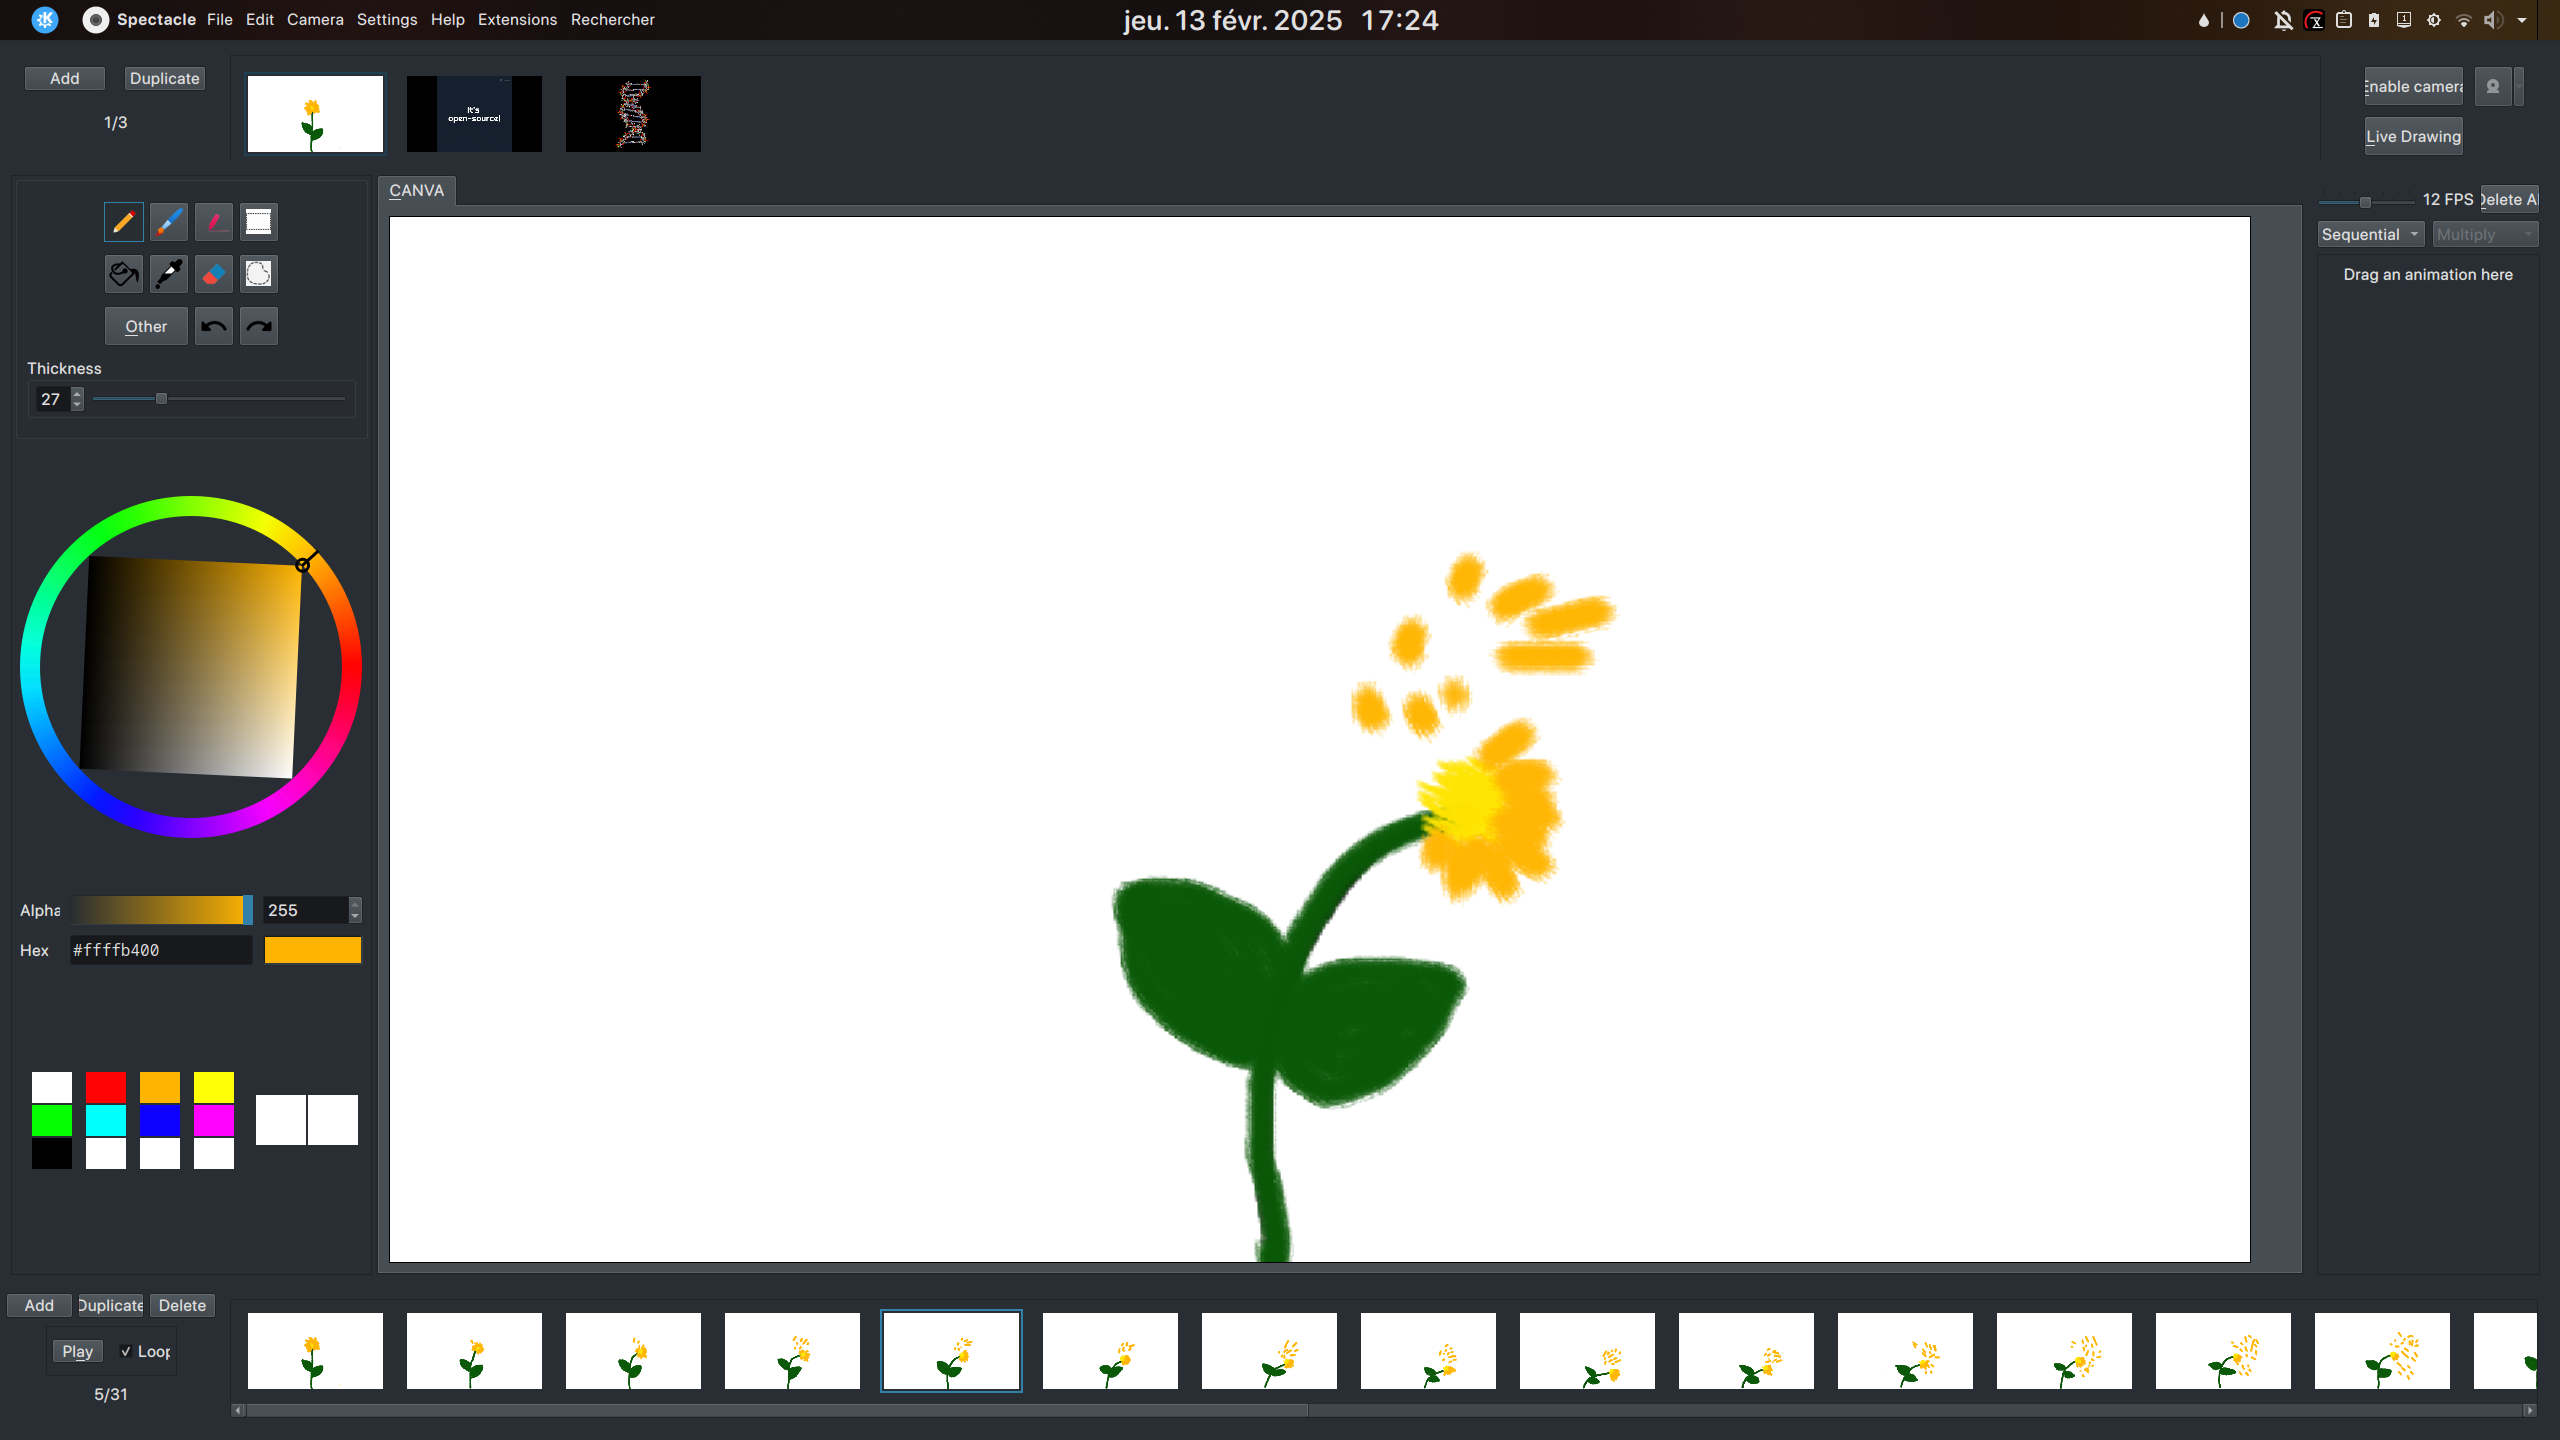 Spectacle File Edit Camera Settings Help Extensions Rechercher
jeu. 13 févr. 2025 17:24
Add Duplicate
1/3
It's
open-source!
Enable camera
Live Drawing
CANVA
12 FPS Delete Al
Sequential Multiply
Drag an animation here
Other
Thickness
27
Alpha 255
Hex #ffffb400
Add Duplicate Delete
Play Loop
5/31